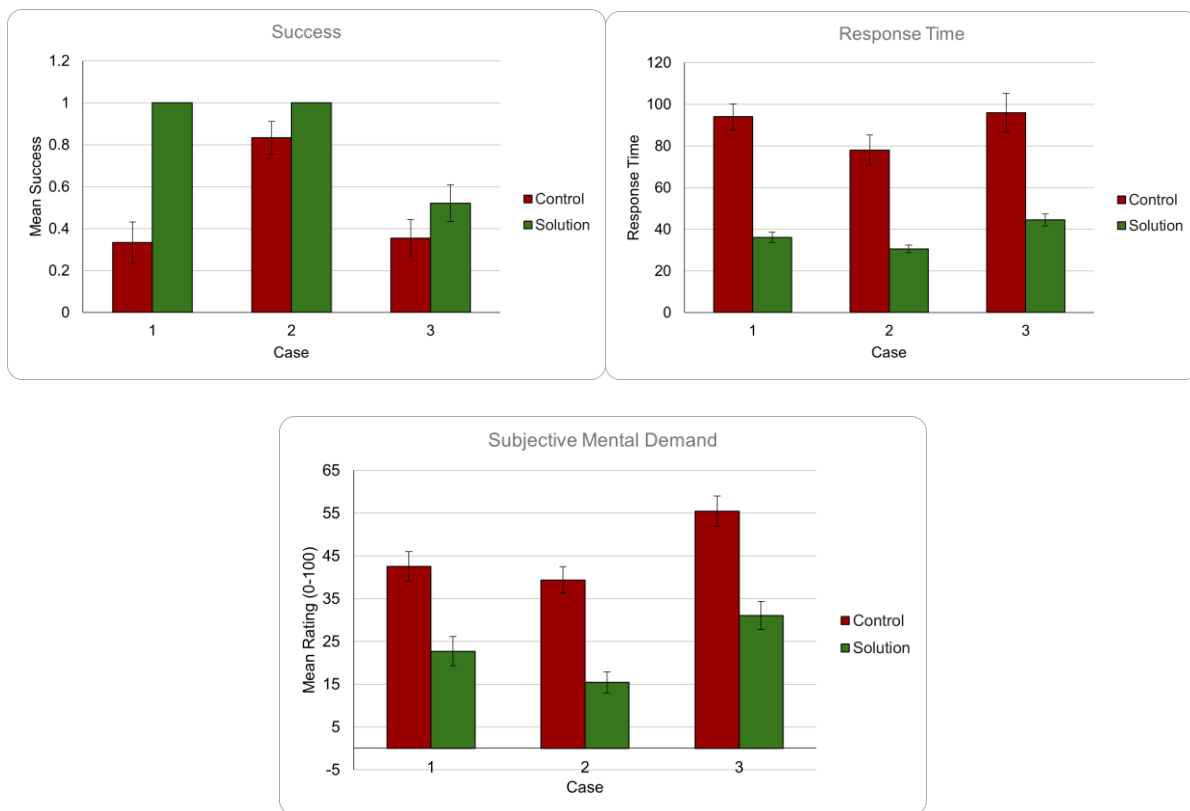 Success
1.2
1
0.8
0.6
0.4
0.2
0
Mean Success
1 2 3
Case
Control
Solution
Response Time
120
100
80
60
40
20
0
Response Time
1 2 3
Case
Control
Solution
Subjective Mental Demand
65
55
45
35
25
15
5
-5
Mean Rating (0-100)
1 2 3
Case
Control
Solution